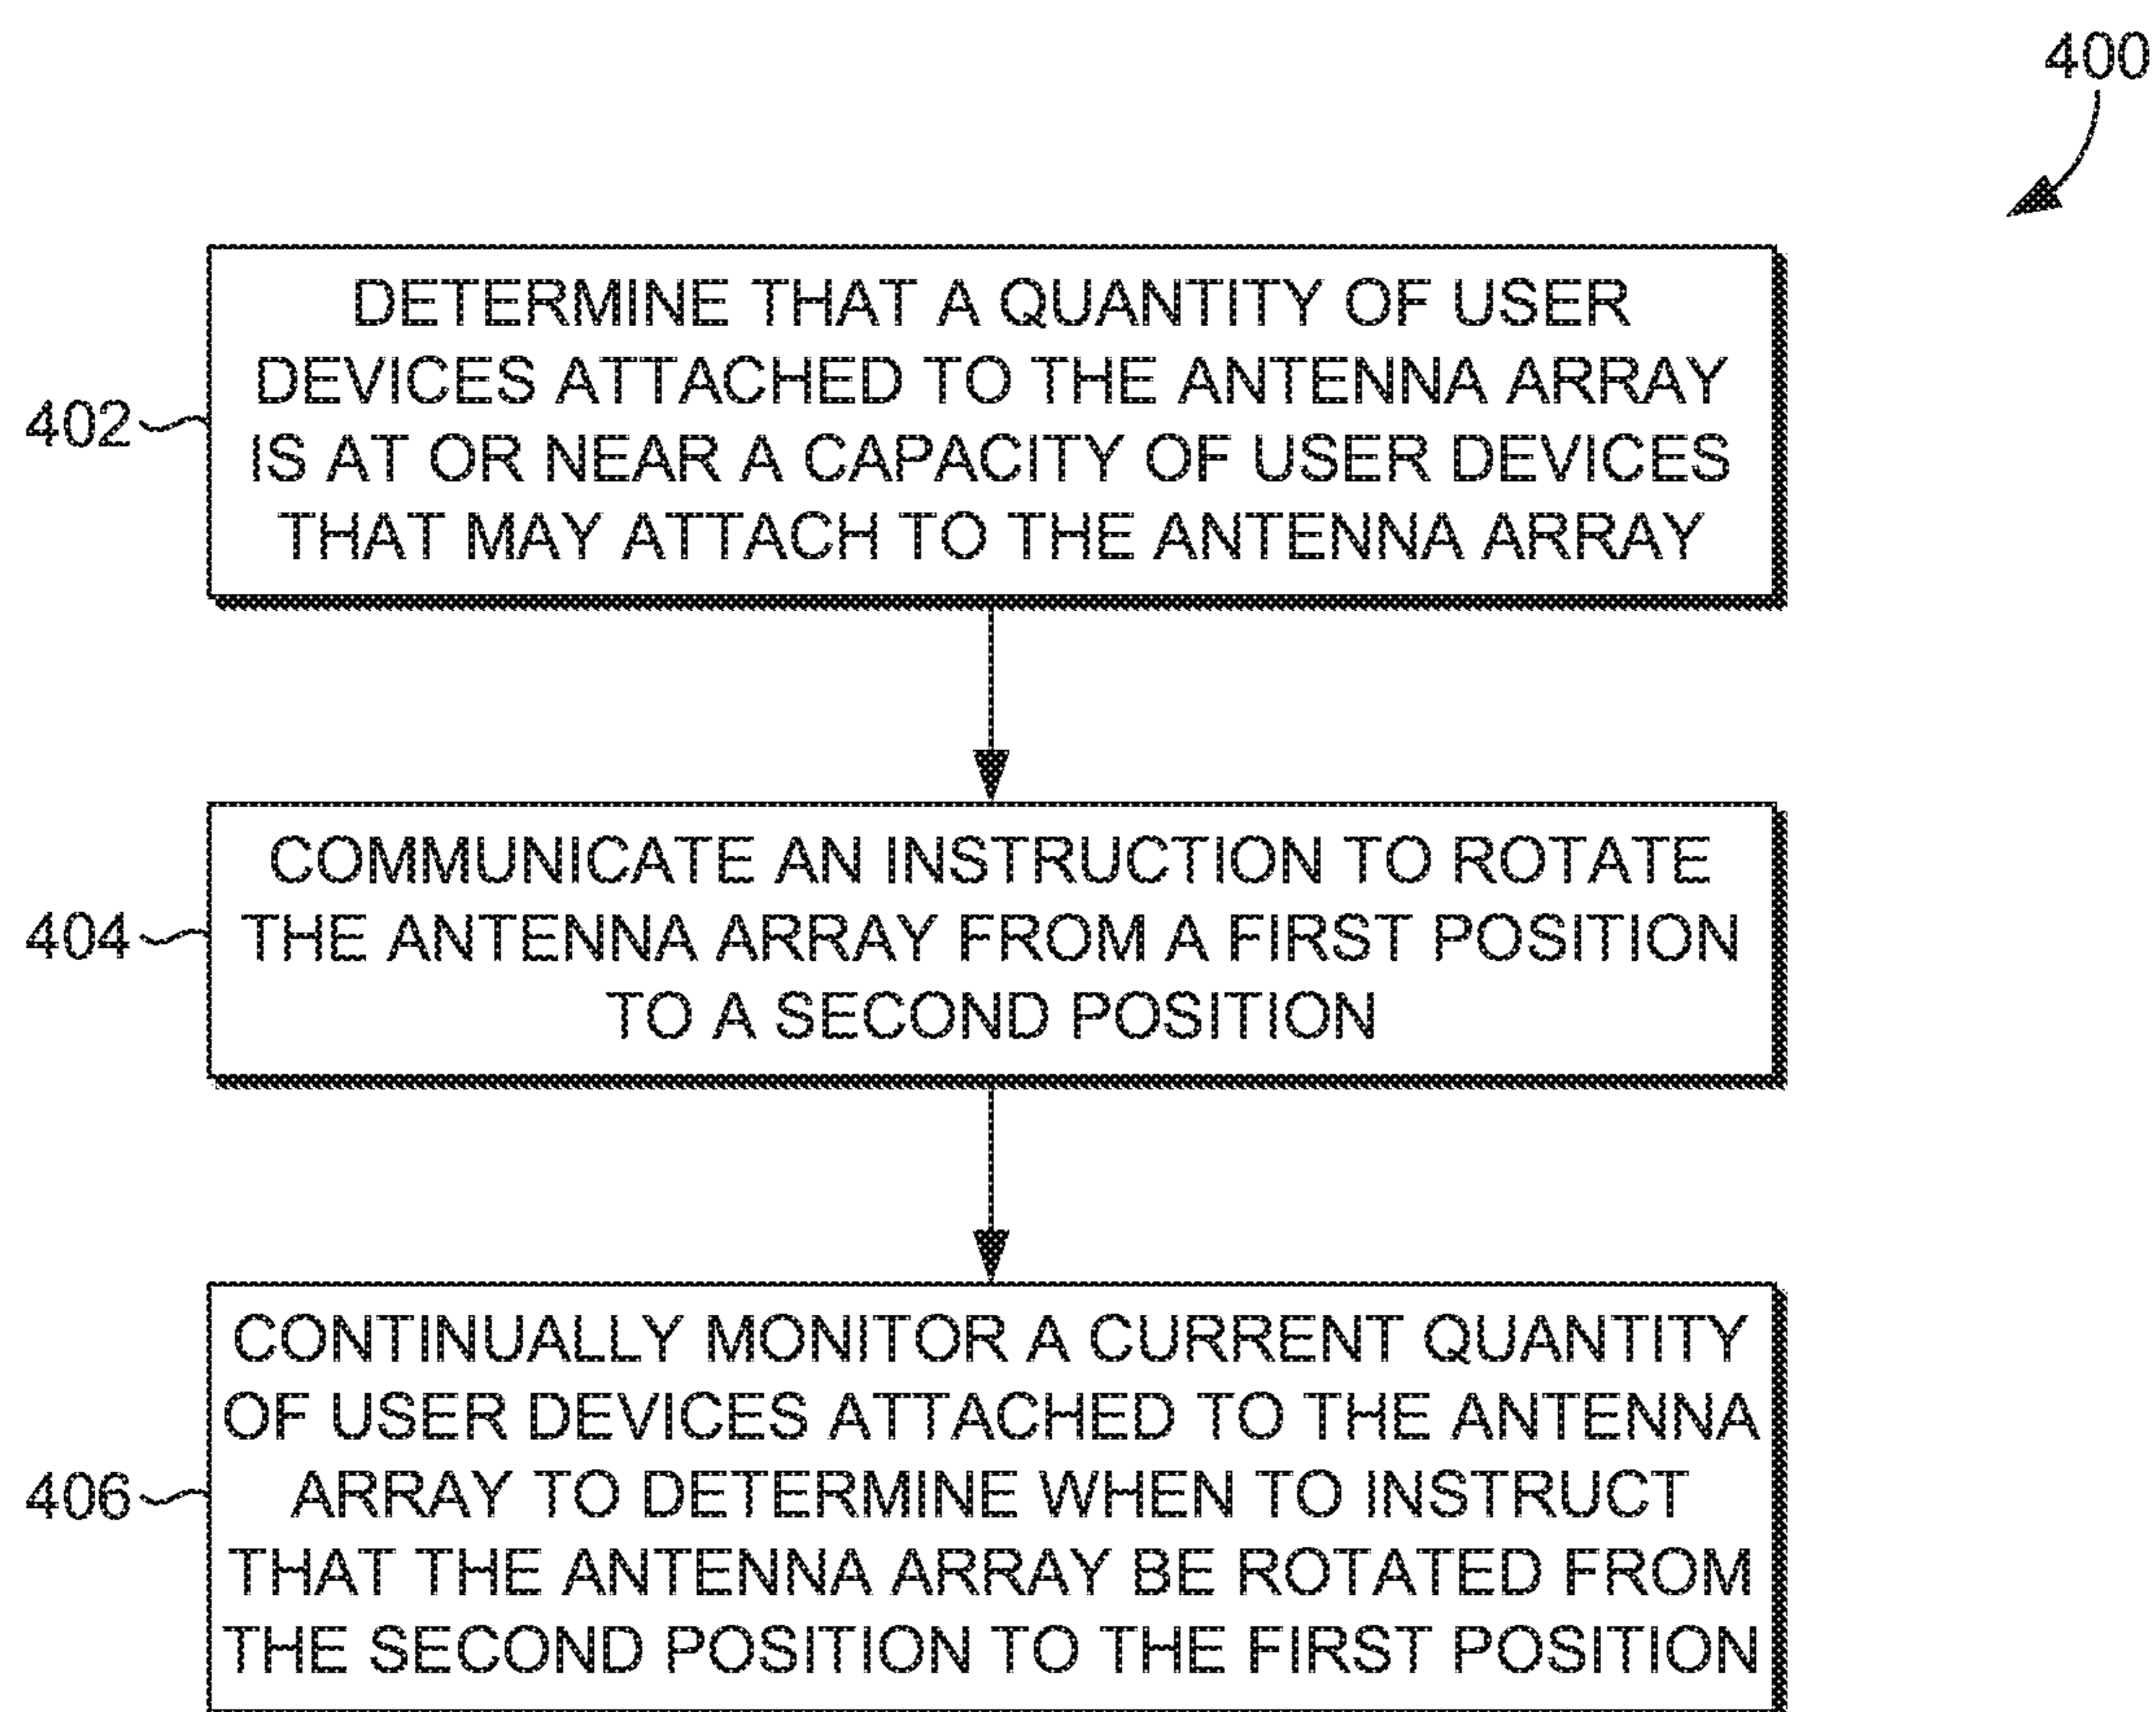 400
DETERMINE THAT A QUANTITY OF USER
DEVICES ATTACHED TO THE ANTENNA ARRAY
IS AT OR NEAR A CAPACITY OF USER DEVICES
THAT MAY ATTACH TO THE ANTENNA ARRAY
402
COMMUNICATE AN INSTRUCTION TO ROTATE
THE ANTENNA ARRAY FROM A FIRST POSITION
TO A SECOND POSITION
404
CONTINUALLY MONITOR A CURRENT QUANTITY
OF USER DEVICES ATTACHED TO THE ANTENNA
ARRAY TO DETERMINE WHEN TO INSTRUCT
THAT THE ANTENNA ARRAY BE ROTATED FROM
THE SECOND POSITION TO THE FIRST POSITION
406